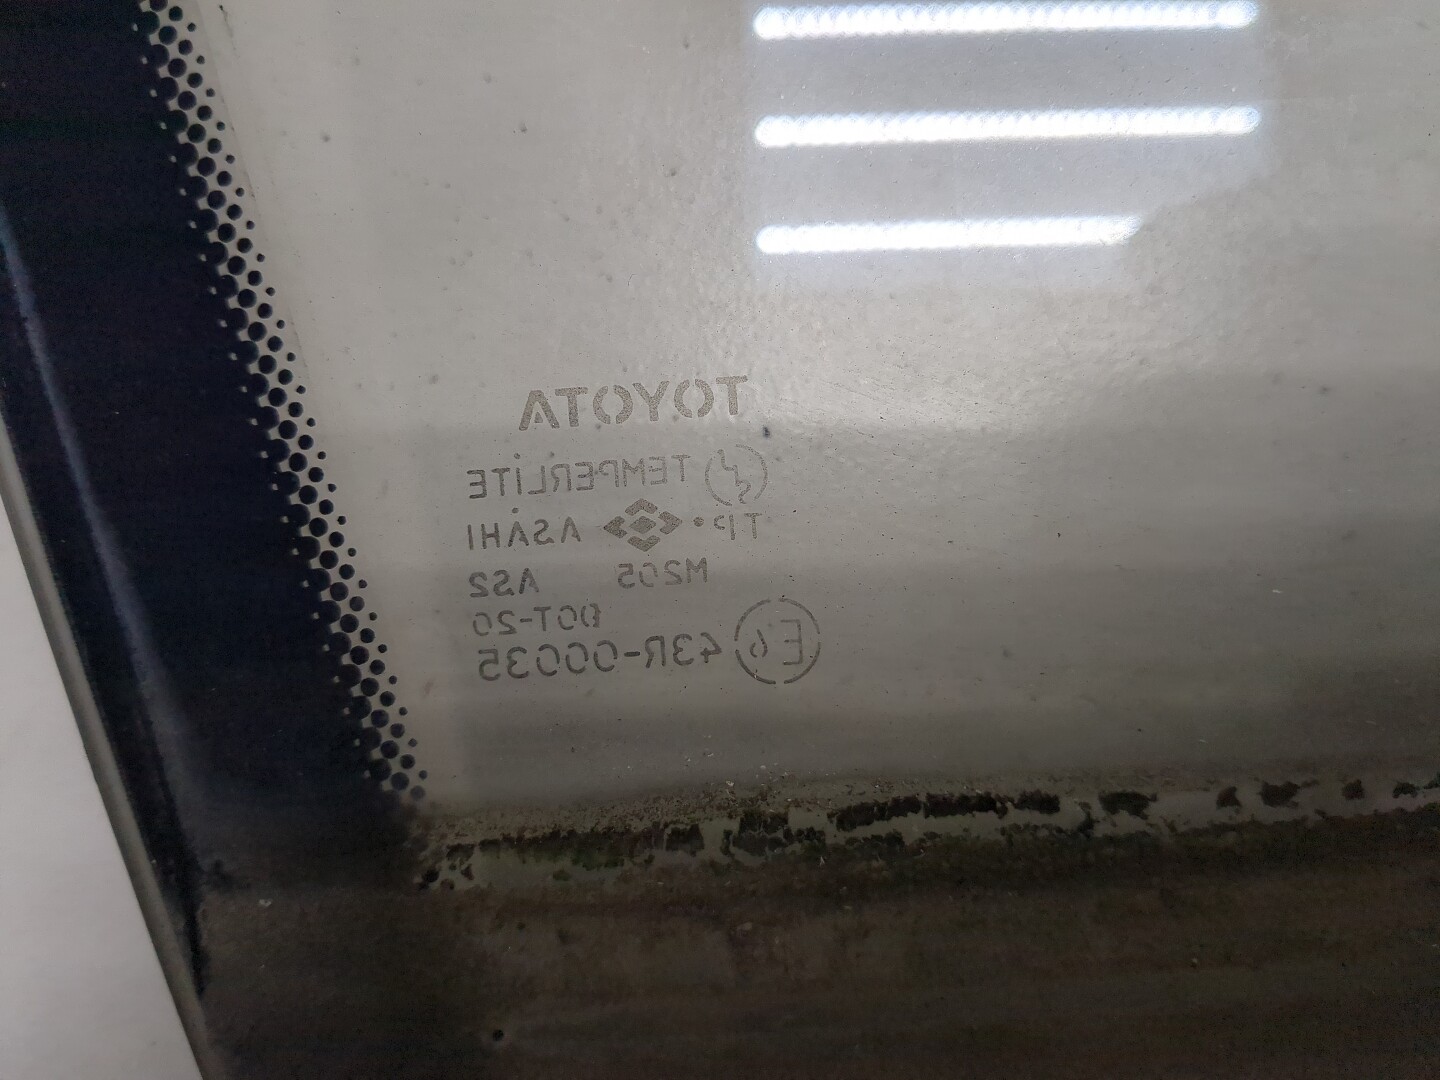 TOYOTA
TEMPERLITE
TP• ASAHI
M205 AS2
DOT-20
E6 43R-00035